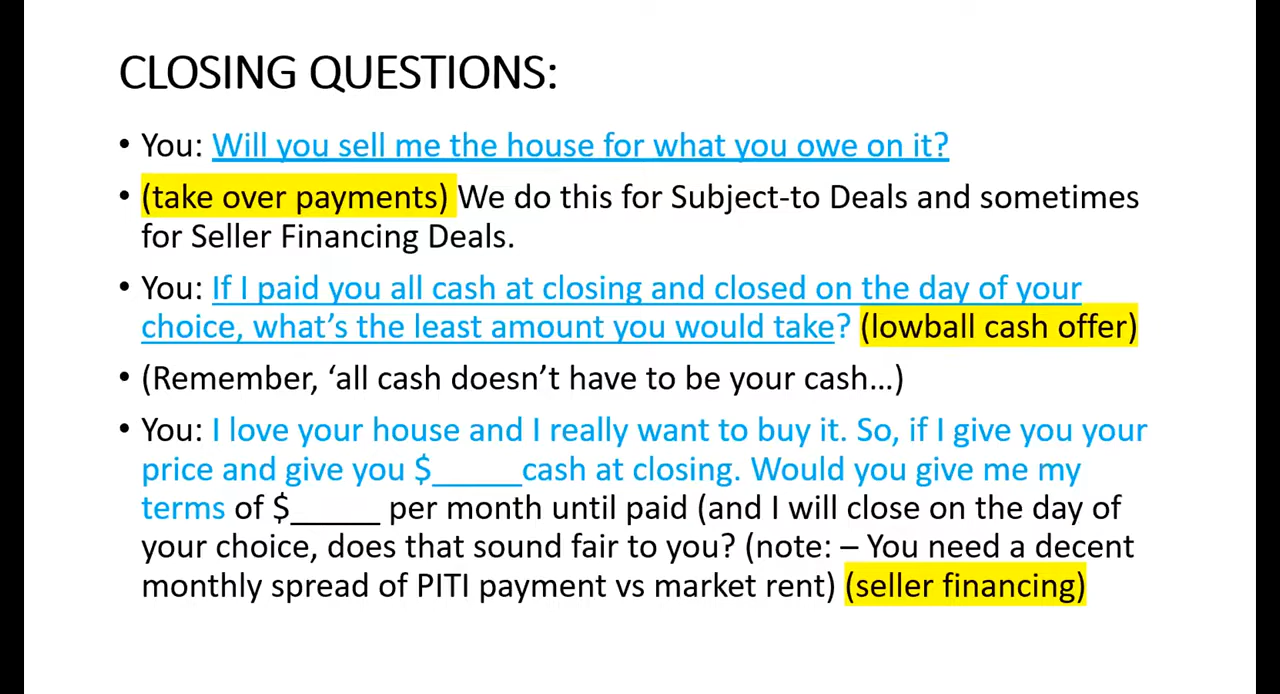 CLOSING QUESTIONS:
• You: Will you sell me the house for what you owe on it?
• (take over payments) We do this for Subject-to Deals and sometimes
for Seller Financing Deals.
• You: If I paid you all cash at closing and closed on the day of your
choice, what’s the least amount you would take? (lowball cash offer)
• (Remember, ‘all cash doesn’t have to be your cash…)
• You: I love your house and I really want to buy it. So, if I give you your
price and give you $_____cash at closing. Would you give me my
terms of $_____ per month until paid (and I will close on the day of
your choice, does that sound fair to you? (note: – You need a decent
monthly spread of PITI payment vs market rent) (seller financing)